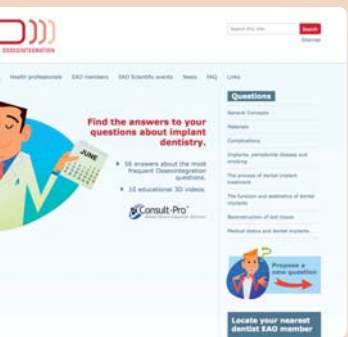 OSSEOINTEGRATION
Search this site
Search
Sitemap
Health professionals EAO members EAO Scientific events News FAQ Links
Find the answers to your
questions about implant
dentistry.
JUNE
56 answers about the most
frequent Osseointegration
questions.
10 educational 3D videos.
Consult-Pro
Questions
General Concepts
Materials
Complications
Implants, periodontal disease and
smoking
The process of dental implant
treatment
The function and aesthetics of dental
implants
Reconstruction of lost tissue
Medical status and dental implants
Propose a
new question
Locate your nearest
dentist EAO member